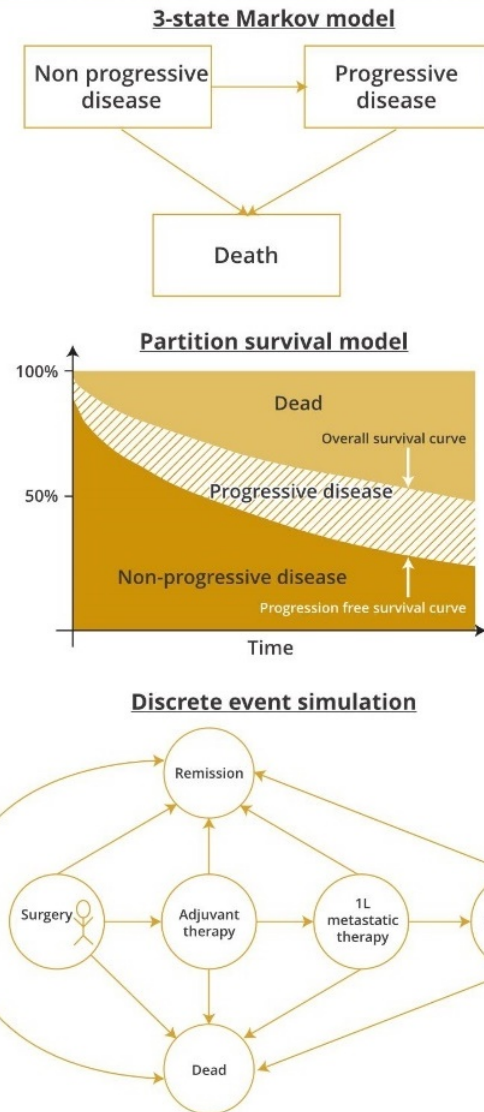 3-state Markov model
Non progressive
disease
Progressive
disease
Death
Partition survival model
100%
Dead
Overall survival curve
50%
Progressive disease
Non-progressive disease
Progression free survival curve
Time
Discrete event simulation
Remission
Surgery
Adjuvant
therapy
1L
metastatic
therapy
Dead